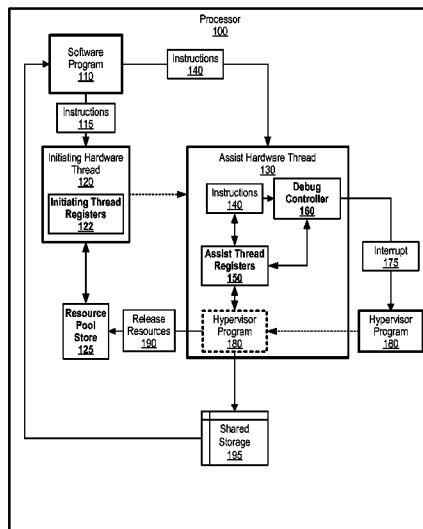 Processor
100
Software
Program
110
Instructions
140
Instructions
115
Initiating Hardware
Thread
120
Initiating Thread
Registers
122
Assist Hardware Thread
130
Instructions
140
Debug
Controller
160
Assist Thread
Registers
150
Interrupt
175
Resource
Pool
Store
125
Release
Resources
190
Hypervisor
Program
180
Hypervisor
Program
180
Shared
Storage
195